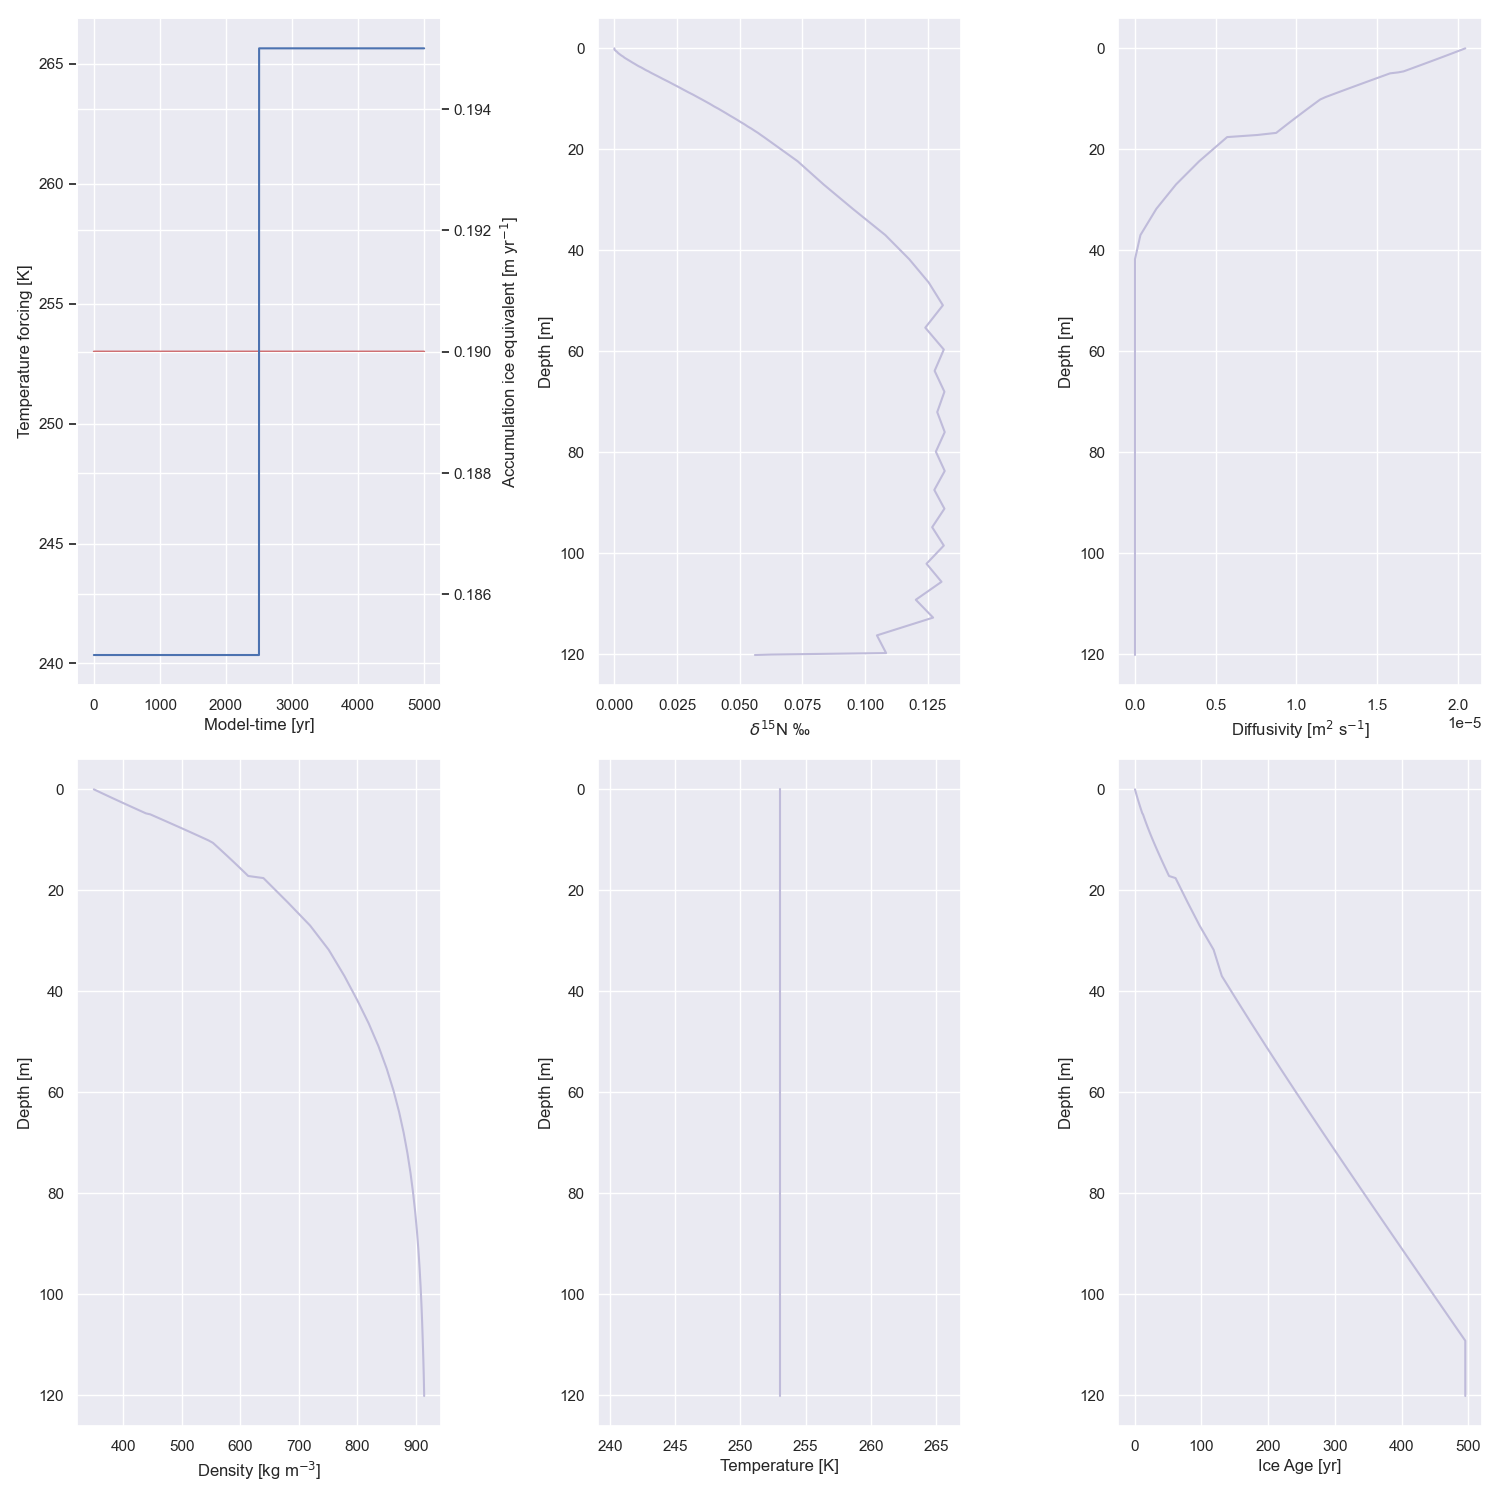 Temperature forcing [K]
265
260
255
250
245
240
0 1000 2000 3000 4000 5000
Model-time [yr]
0.194
0.192
0.190
0.188
0.186
Accumulation ice equivalent [m yr⁻¹]
Depth [m]
0
20
40
60
80
100
120
0.000 0.025 0.050 0.075 0.100 0.125
δ¹⁵N ‰
Depth [m]
0
20
40
60
80
100
120
0.0 0.5 1.0 1.5 2.0
1e−5
Diffusivity [m² s⁻¹]
Depth [m]
0
20
40
60
80
100
120
400 500 600 700 800 900
Density [kg m⁻³]
Depth [m]
0
20
40
60
80
100
120
240 245 250 255 260 265
Temperature [K]
Depth [m]
0
20
40
60
80
100
120
0 100 200 300 400 500
Ice Age [yr]